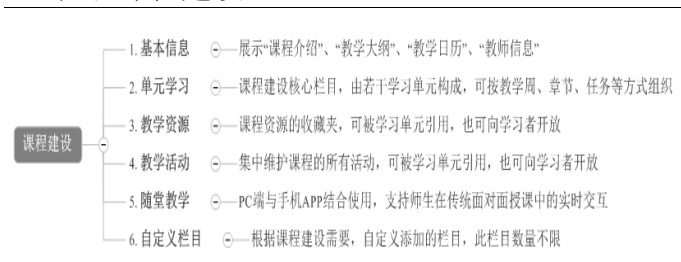 课程建设
1. 基本信息 展示“课程介绍”、“教学大纲”、“教学日历”、“教师信息”
2. 单元学习 课程建设核心栏目，由若干学习单元构成，可按教学周、章节、任务等方式组织
3. 教学资源 课程资源的收藏夹，可被学习单元引用，也可向学习者开放
4. 教学活动 集中维护课程的所有活动，可被学习单元引用，也可向学习者开放
5. 随堂教学 PC端与手机APP结合使用，支持师生在传统面对面授课中的实时交互
6. 自定义栏目 根据课程建设需要，自定义添加的栏目，此栏目数量不限